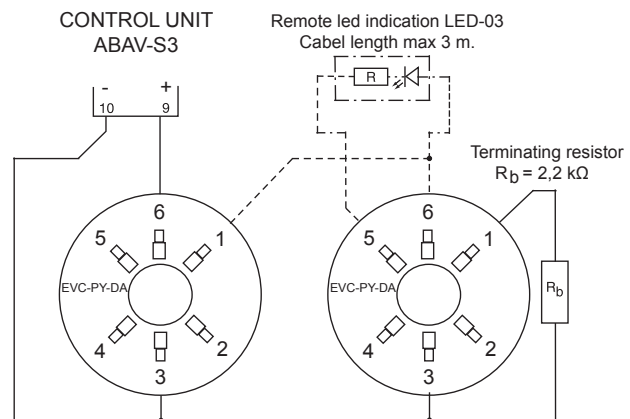 CONTROL UNIT
ABAV-S3
Remote led indication LED-03
Cabel length max 3 m.
R
- +
10 9
Terminating resistor
Rb = 2,2 kΩ
6
5 1
EVC-PY-DA
4 2
3
6
5 1
EVC-PY-DA
4 2
3
Rb